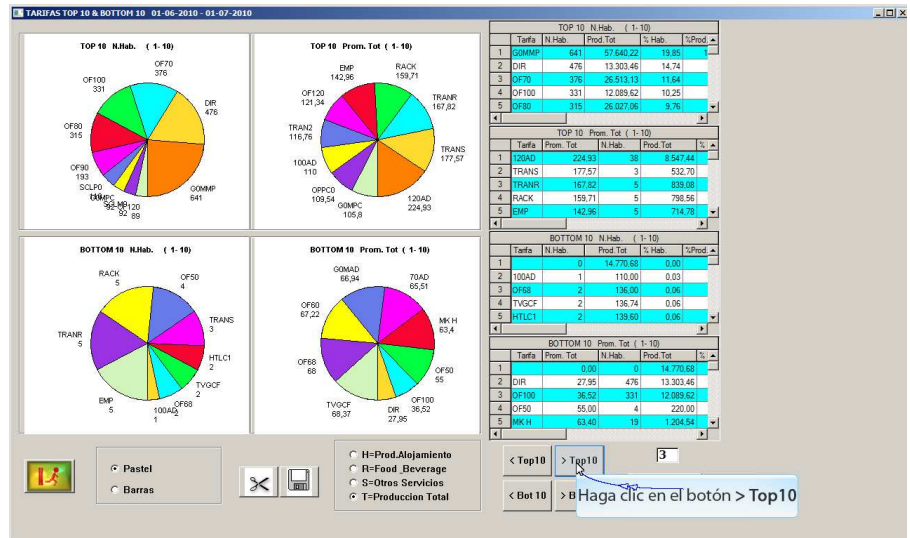 TARIFAS TOP 10 & BOTTOM 10 01-06-2010 - 01-07-2010
TOP 10 N.Hab. ( 1- 10)
OF70
376
OF100
331
DIR
476
OF80
315
OF90
193
SCLP0
G0MPC
SCLMP
92
OF120
89
G0MMP
641
TOP 10 Prom. Tot ( 1- 10)
EMP
142,96
RACK
159,71
OF120
121,34
TRANR
167,82
TRAN2
116,76
TRANS
177,57
100AD
110
OPPC0
109,54
G0MPC
105,8
120AD
224,93
BOTTOM 10 N.Hab. ( 1- 10)
RACK
5
OF50
4
TRANS
3
TRANR
5
HTLC1
2
TVGCF
2
EMP
5
OF68
2
100AD
1
BOTTOM 10 Prom. Tot ( 1- 10)
G0MAD
66,94
70AD
65,51
OF60
67,22
MK H
63,4
OF68
68
OF50
55
TVGCF
68,37
OF100
36,52
DIR
27,95
TOP 10 N.Hab. ( 1- 10)
Tarifa N.Hab. Prod.Tot % Hab. %Prod.
1 G0MMP 641 57.640,22 19,85 1
2 DIR 476 13.303,46 14,74
3 OF70 376 26.513,13 11,64
4 OF100 331 12.089,62 10,25
5 OF80 315 26.027,06 9,76
TOP 10 Prom. Tot ( 1- 10)
Tarifa Prom. Tot N.Hab. Prod.Tot %
1 120AD 224,93 38 8.547,44
2 TRANS 177,57 3 532,70
3 TRANR 167,82 5 839,08
4 RACK 159,71 5 798,56
5 EMP 142,96 5 714,78
BOTTOM 10 N.Hab. ( 1- 10)
Tarifa N.Hab. Prod.Tot % Hab. %Prod.
1 0 14.770,68 0,00
2 100AD 1 110,00 0,03
3 OF68 2 136,00 0,06
4 TVGCF 2 136,74 0,06
5 HTLC1 2 139,60 0,06
BOTTOM 10 Prom. Tot ( 1- 10)
Tarifa Prom. Tot N.Hab. Prod.Tot %
1 0,00 0 14.770,68
2 DIR 27,95 476 13.303,46
3 OF100 36,52 331 12.089,62
4 OF50 55,00 4 220,00
5 MK H 63,40 19 1.204,54
Pastel
Barras
H=Prod.Alojamiento
R=Food _Beverage
S=Otros Servicios
T=Produccion Total
< Top10 > Top10 3
< Bot 10 > B
Haga clic en el botón > Top10